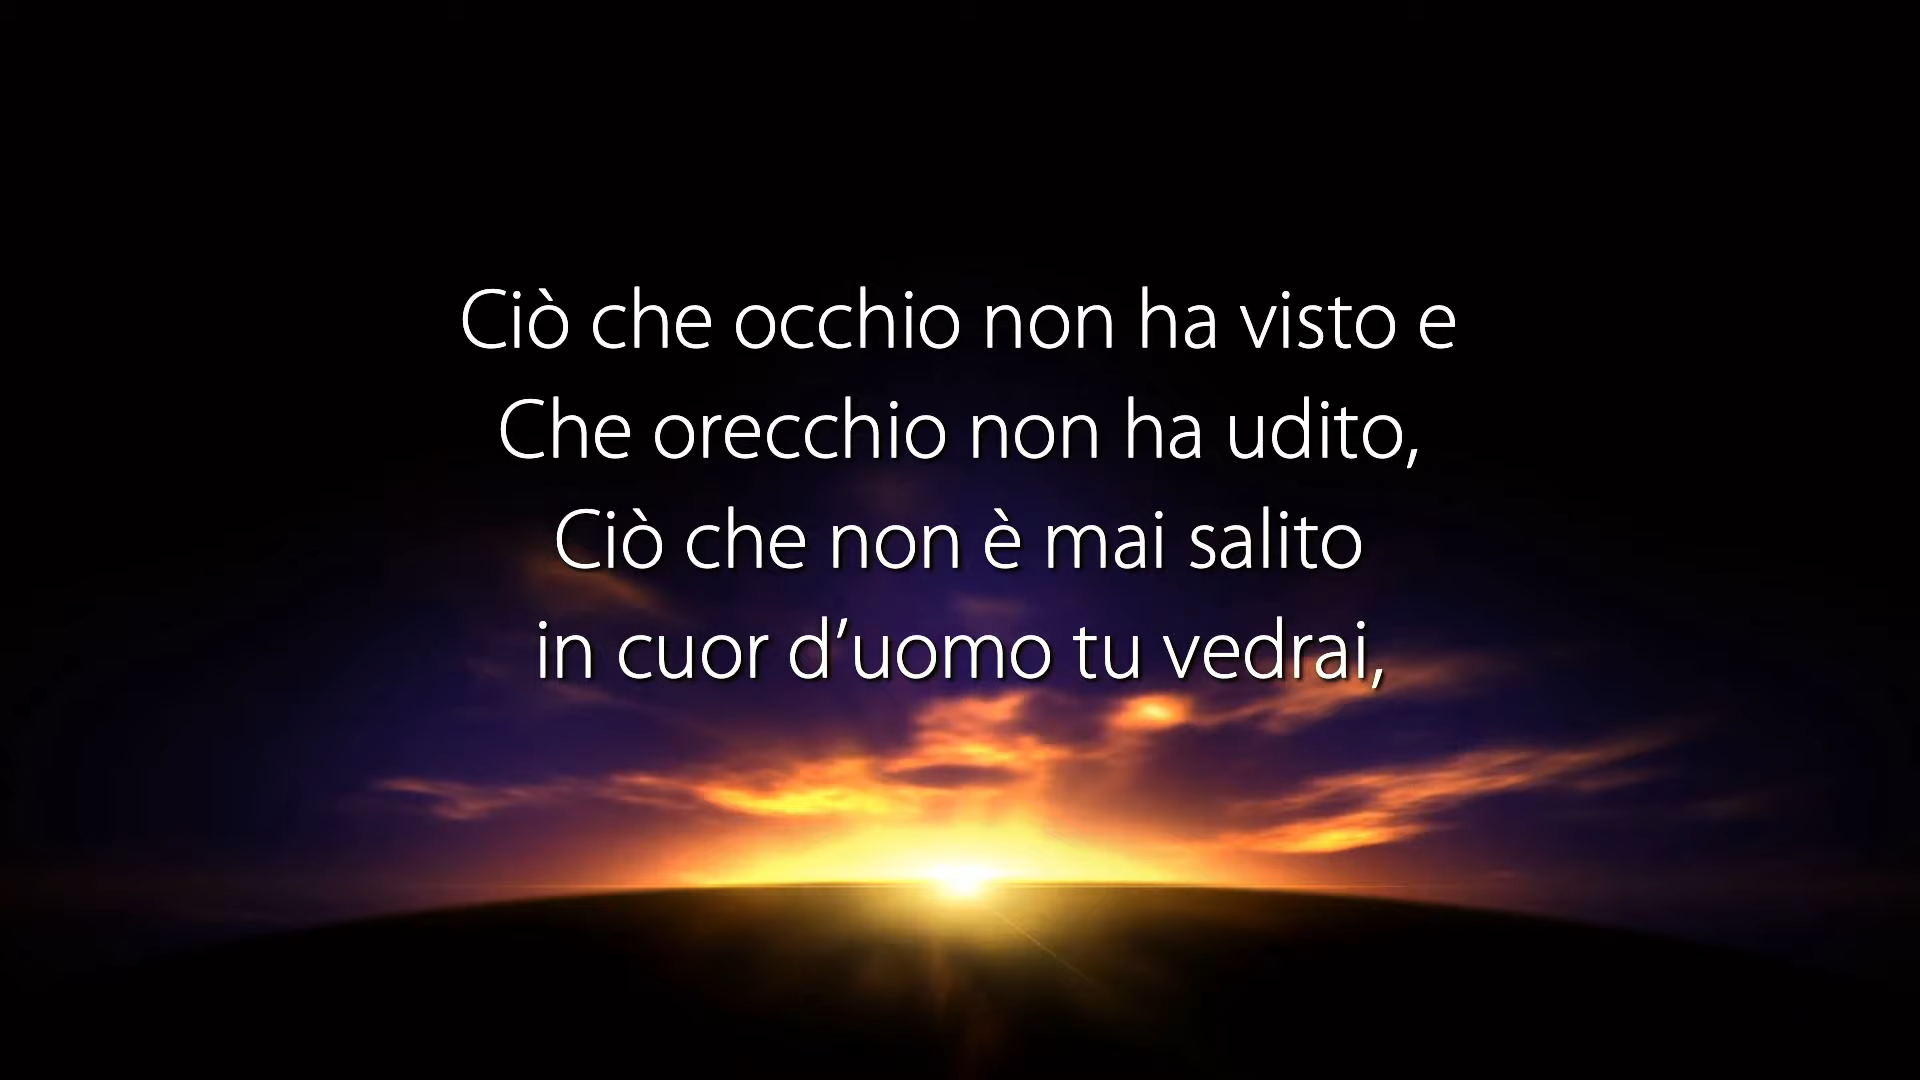 Ciò che occhio non ha visto e
Che orecchio non ha udito,
Ciò che non è mai salito
in cuor d’uomo tu vedrai,